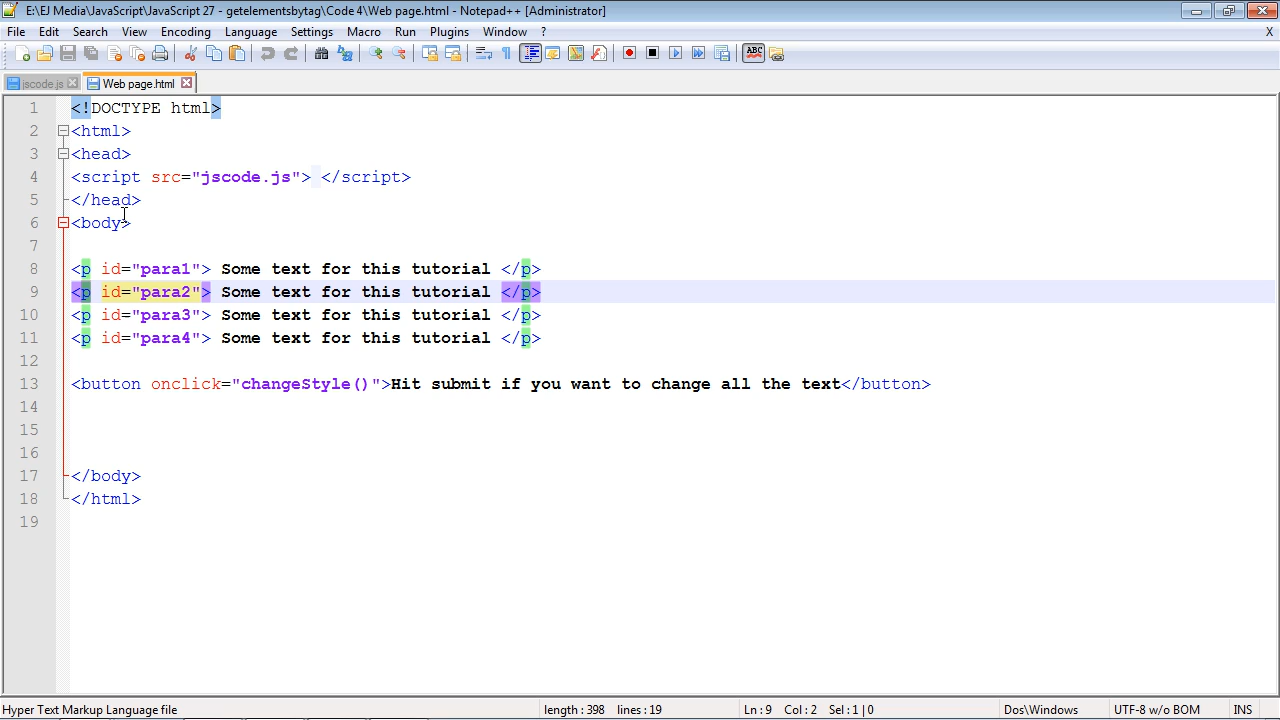 E:\EJ Media\JavaScript\JavaScript 27 - getelementsbytag\Code 4\Web page.html - Notepad++ [Administrator]
File Edit Search View Encoding Language Settings Macro Run Plugins Window ? X
ABC
jscode.js Web page.html
1 <!DOCTYPE html>
2 <html>
3 <head>
4 <script src="jscode.js"> </script>
5 </head>
6 <body>
7
8 <p id="para1"> Some text for this tutorial </p>
9 <p id="para2"> Some text for this tutorial </p>
10 <p id="para3"> Some text for this tutorial </p>
11 <p id="para4"> Some text for this tutorial </p>
12
13 <button onclick="changeStyle()">Hit submit if you want to change all the text</button>
14
15
16
17 </body>
18 </html>
19
Hyper Text Markup Language file length : 398 lines : 19 Ln : 9 Col : 2 Sel : 1 | 0 Dos\Windows UTF-8 w/o BOM INS